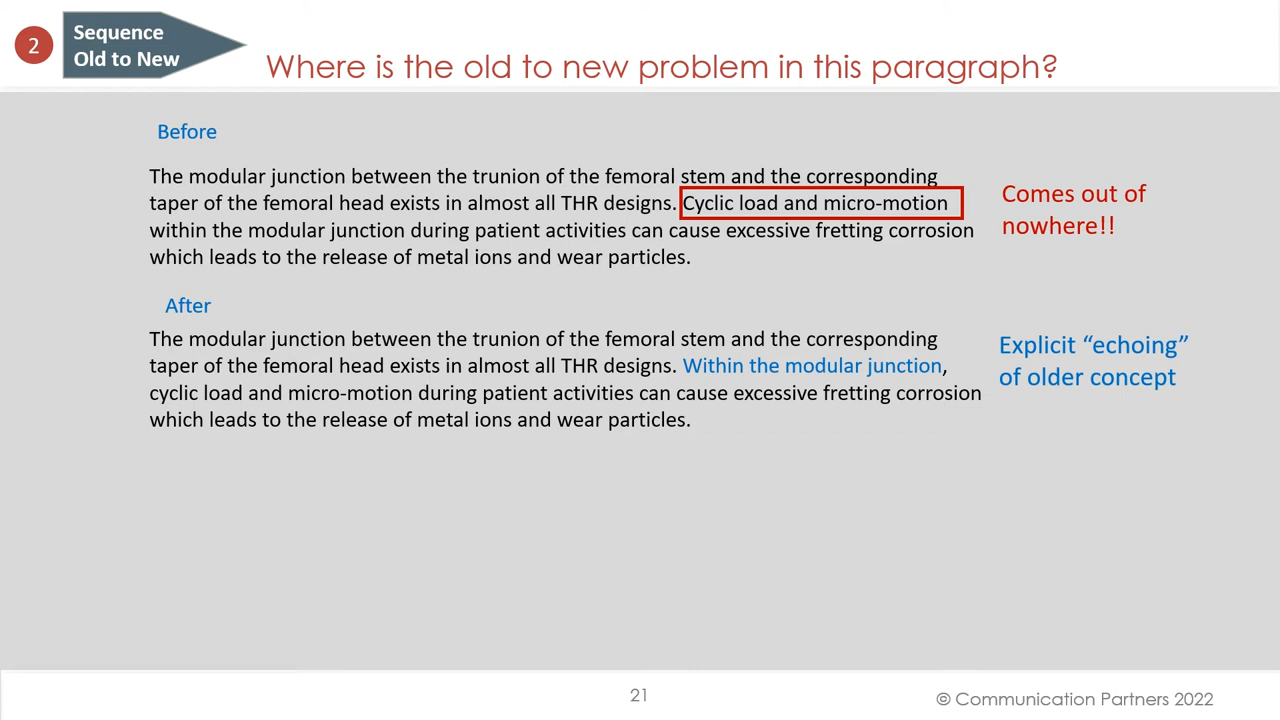 2
Sequence
Old to New
Where is the old to new problem in this paragraph?
Before
The modular junction between the trunion of the femoral stem and the corresponding
taper of the femoral head exists in almost all THR designs. Cyclic load and micro-motion
within the modular junction during patient activities can cause excessive fretting corrosion
which leads to the release of metal ions and wear particles.
Comes out of
nowhere!!
After
The modular junction between the trunion of the femoral stem and the corresponding
taper of the femoral head exists in almost all THR designs. Within the modular junction,
cyclic load and micro-motion during patient activities can cause excessive fretting corrosion
which leads to the release of metal ions and wear particles.
Explicit “echoing”
of older concept
21
© Communication Partners 2022